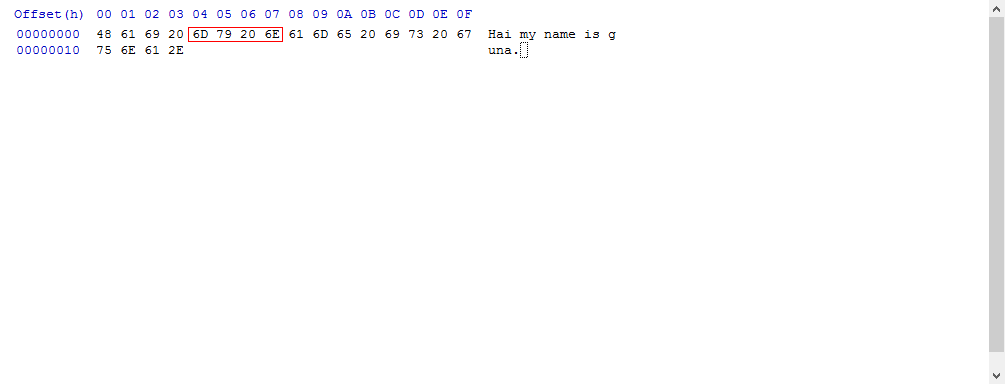 Offset(h) 00 01 02 03 04 05 06 07 08 09 0A 0B 0C 0D 0E 0F
00000000 48 61 69 20 6D 79 20 6E 61 6D 65 20 69 73 20 67 Hai my name is g
00000010 75 6E 61 2E una.